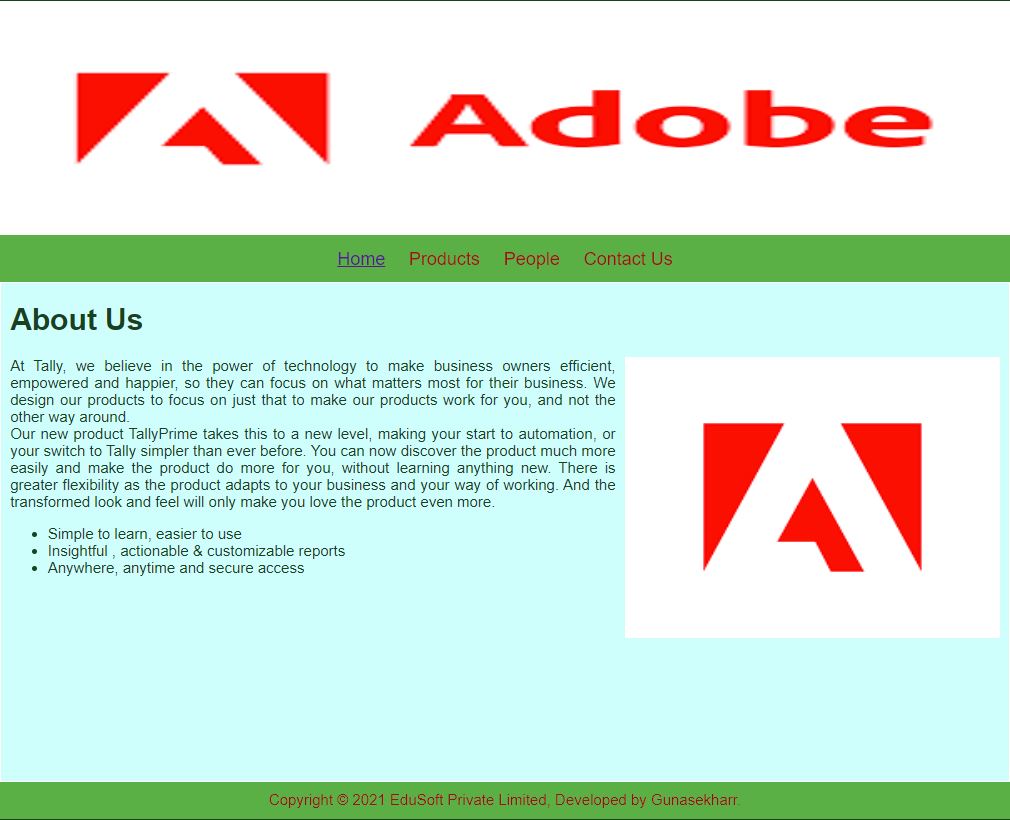 Adobe
Home Products People Contact Us
About Us
At Tally, we believe in the power of technology to make business owners efficient,
empowered and happier, so they can focus on what matters most for their business. We
design our products to focus on just that to make our products work for you, and not the
other way around.
Our new product TallyPrime takes this to a new level, making your start to automation, or
your switch to Tally simpler than ever before. You can now discover the product much more
easily and make the product do more for you, without learning anything new. There is
greater flexibility as the product adapts to your business and your way of working. And the
transformed look and feel will only make you love the product even more.
• Simple to learn, easier to use
• Insightful , actionable & customizable reports
• Anywhere, anytime and secure access
Copyright © 2021 EduSoft Private Limited, Developed by Gunasekharr.